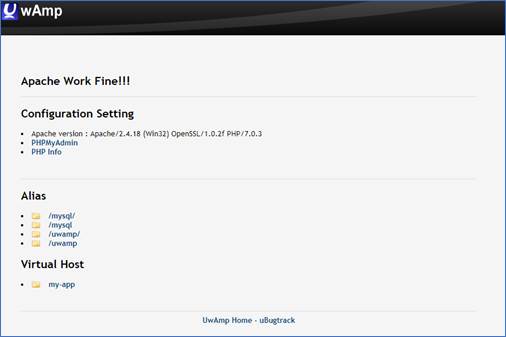 UwAmp
Apache Work Fine!!!
Configuration Setting
Apache version : Apache/2.4.18 (Win32) OpenSSL/1.0.2f PHP/7.0.3
PHPMyAdmin
PHP Info
Alias
/mysql/
/mysql
/uwamp/
/uwamp
Virtual Host
my-app
UwAmp Home - uBugtrack